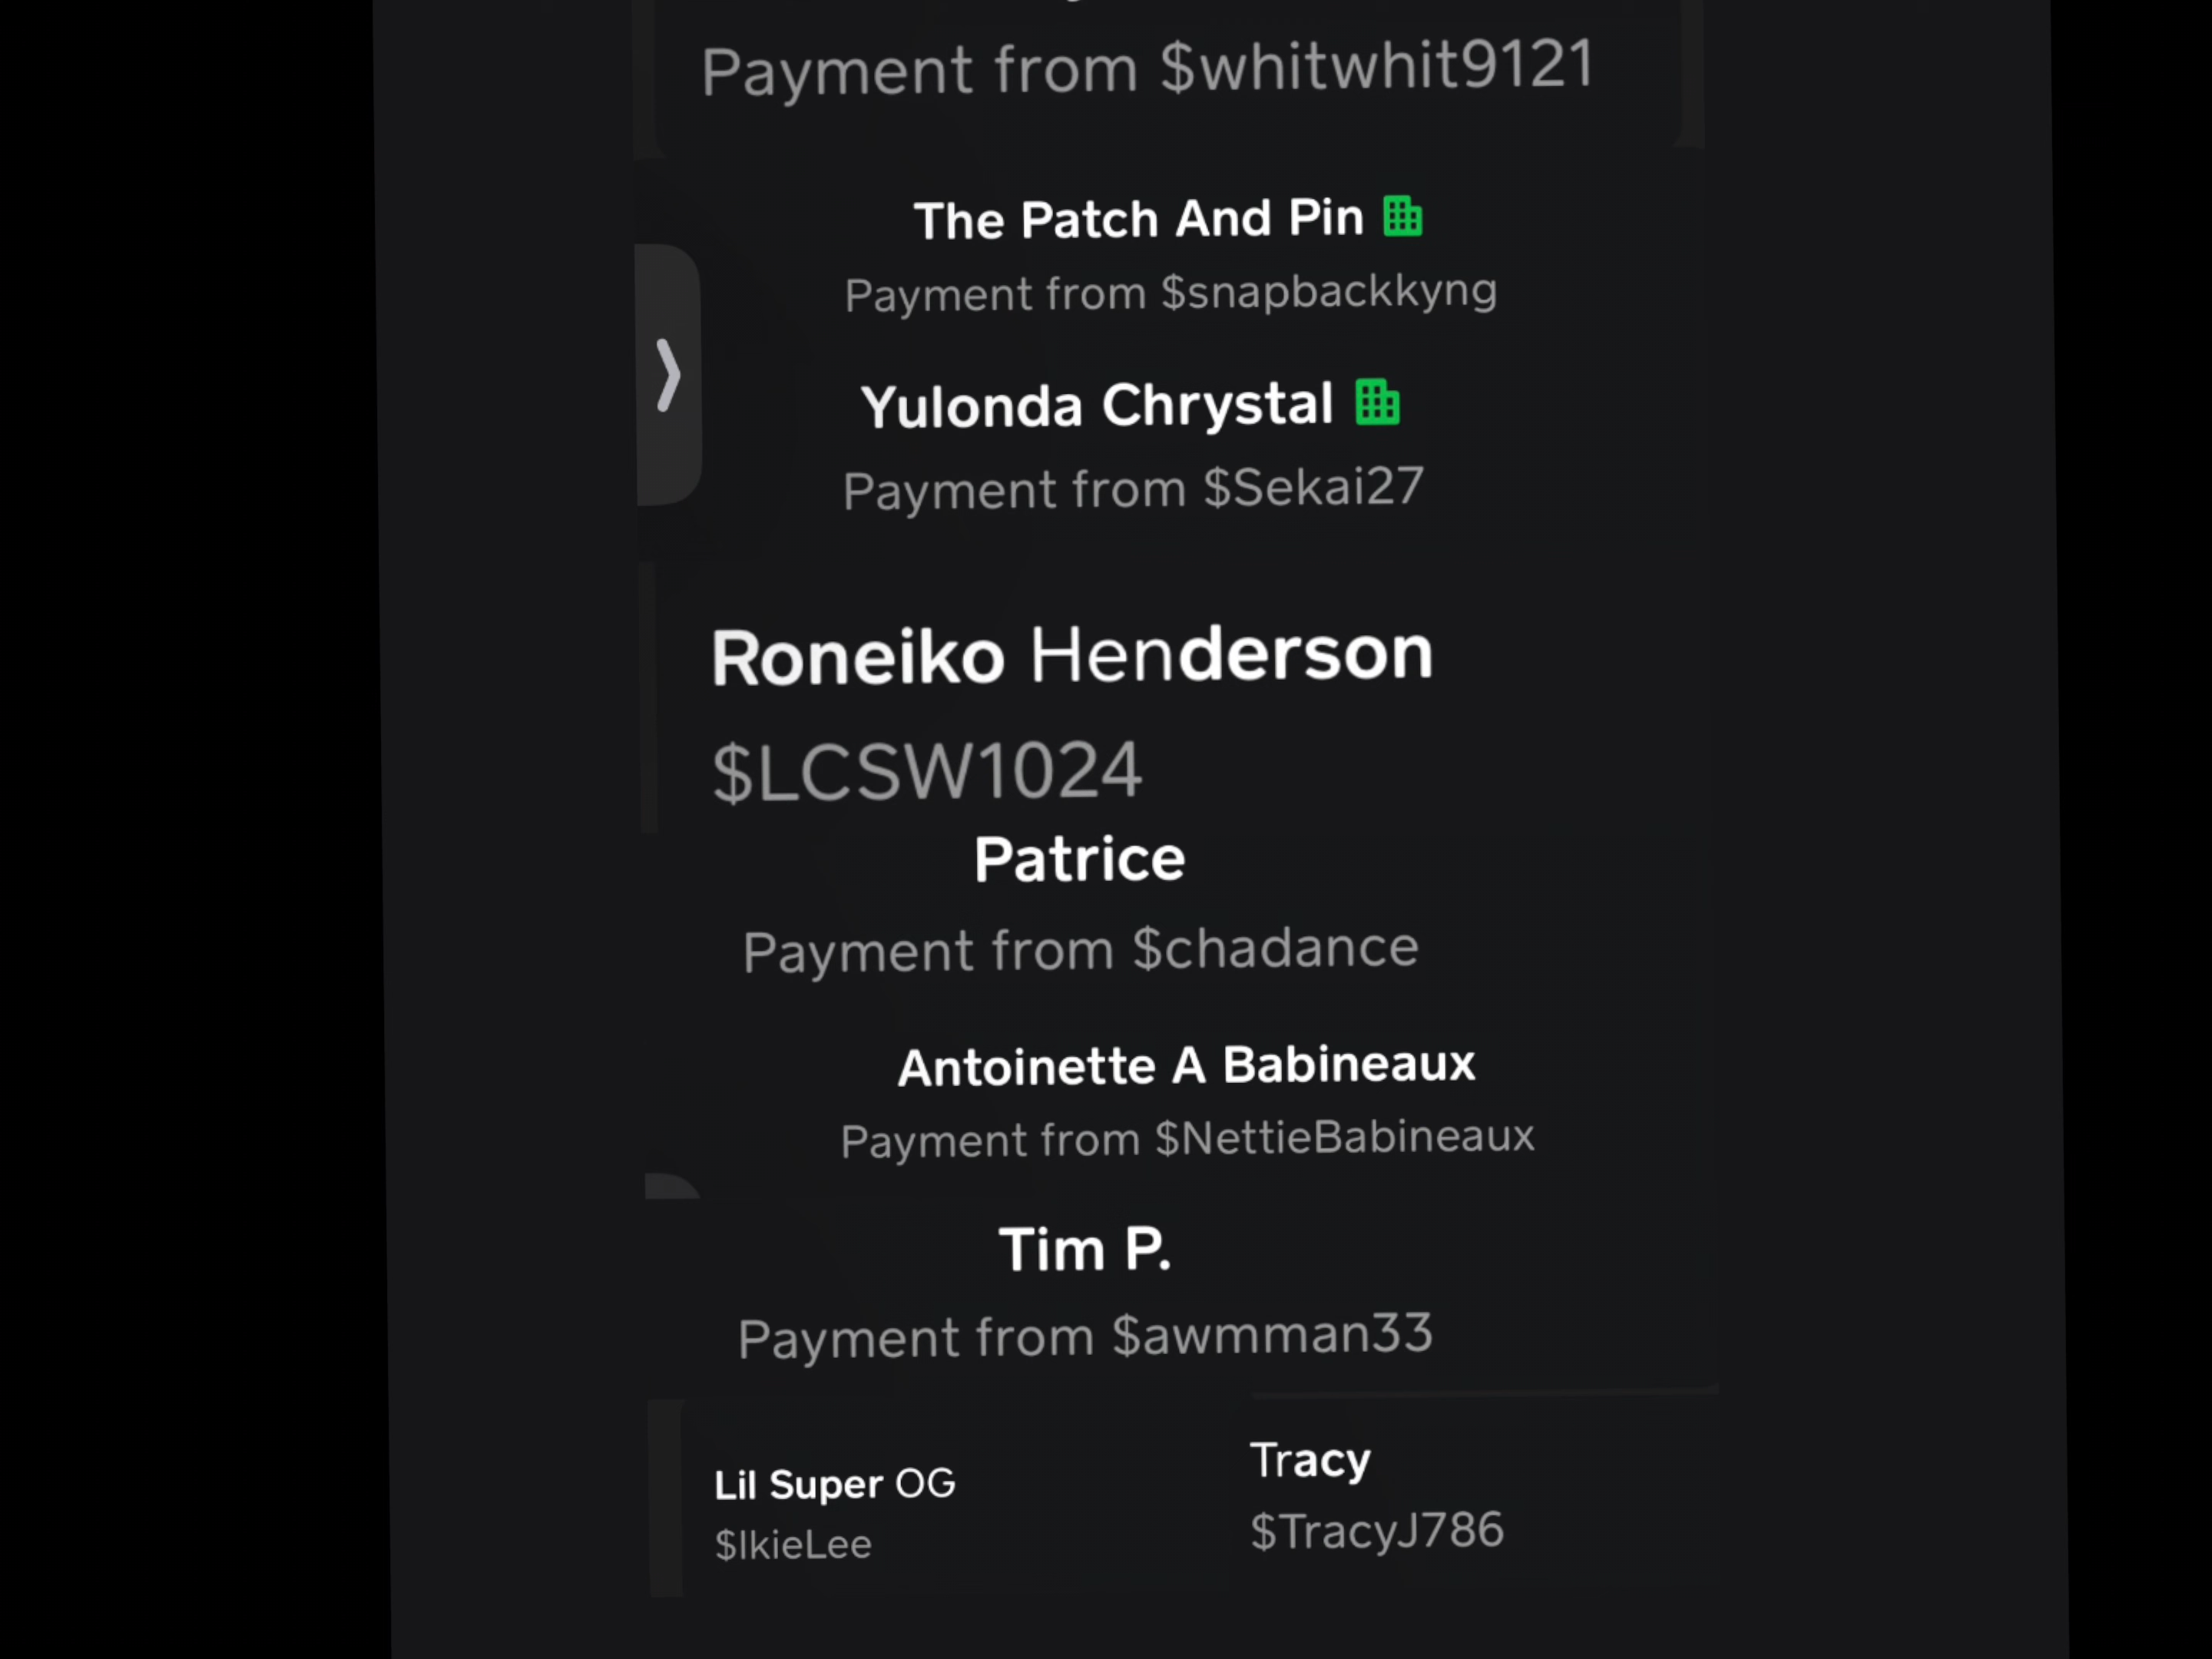 Payment from $whitwhit9121
The Patch And Pin
Payment from $snapbackkyng
Yulonda Chrystal
Payment from $Sekai27
Roneiko Henderson
$LCSW1024
Patrice
Payment from $chadance
Antoinette A Babineaux
Payment from $NettieBabineaux
Tim P.
Payment from $awmman33
Lil Super OG
$IkieLee
Tracy
$TracyJ786